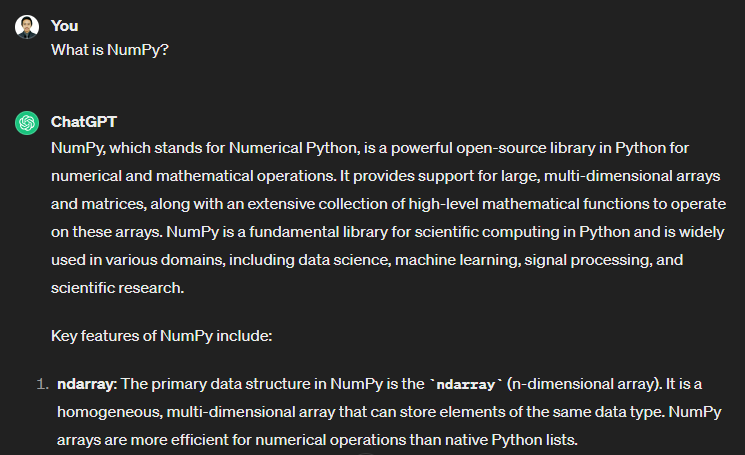 You
What is NumPy?
ChatGPT
NumPy, which stands for Numerical Python, is a powerful open-source library in Python for
numerical and mathematical operations. It provides support for large, multi-dimensional arrays
and matrices, along with an extensive collection of high-level mathematical functions to operate
on these arrays. NumPy is a fundamental library for scientific computing in Python and is widely
used in various domains, including data science, machine learning, signal processing, and
scientific research.
Key features of NumPy include:
1. ndarray: The primary data structure in NumPy is the `ndarray` (n-dimensional array). It is a
homogeneous, multi-dimensional array that can store elements of the same data type. NumPy
arrays are more efficient for numerical operations than native Python lists.